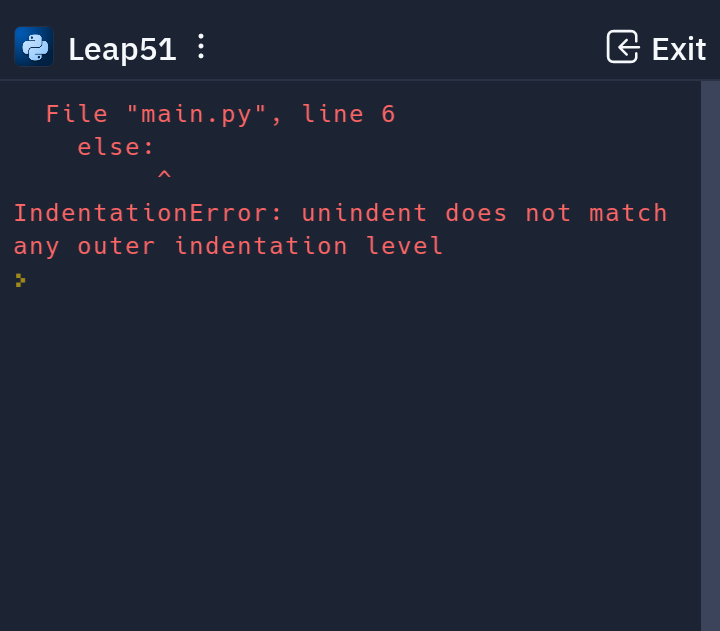 Leap51
Exit
File "main.py", line 6
else:
^
IndentationError: unindent does not match
any outer indentation level